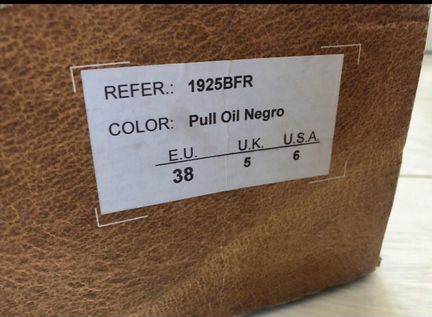 REFER.: 1925BFR
COLOR: Pull Oil Negro
E.U. U.K. U.S.A.
38 5 6